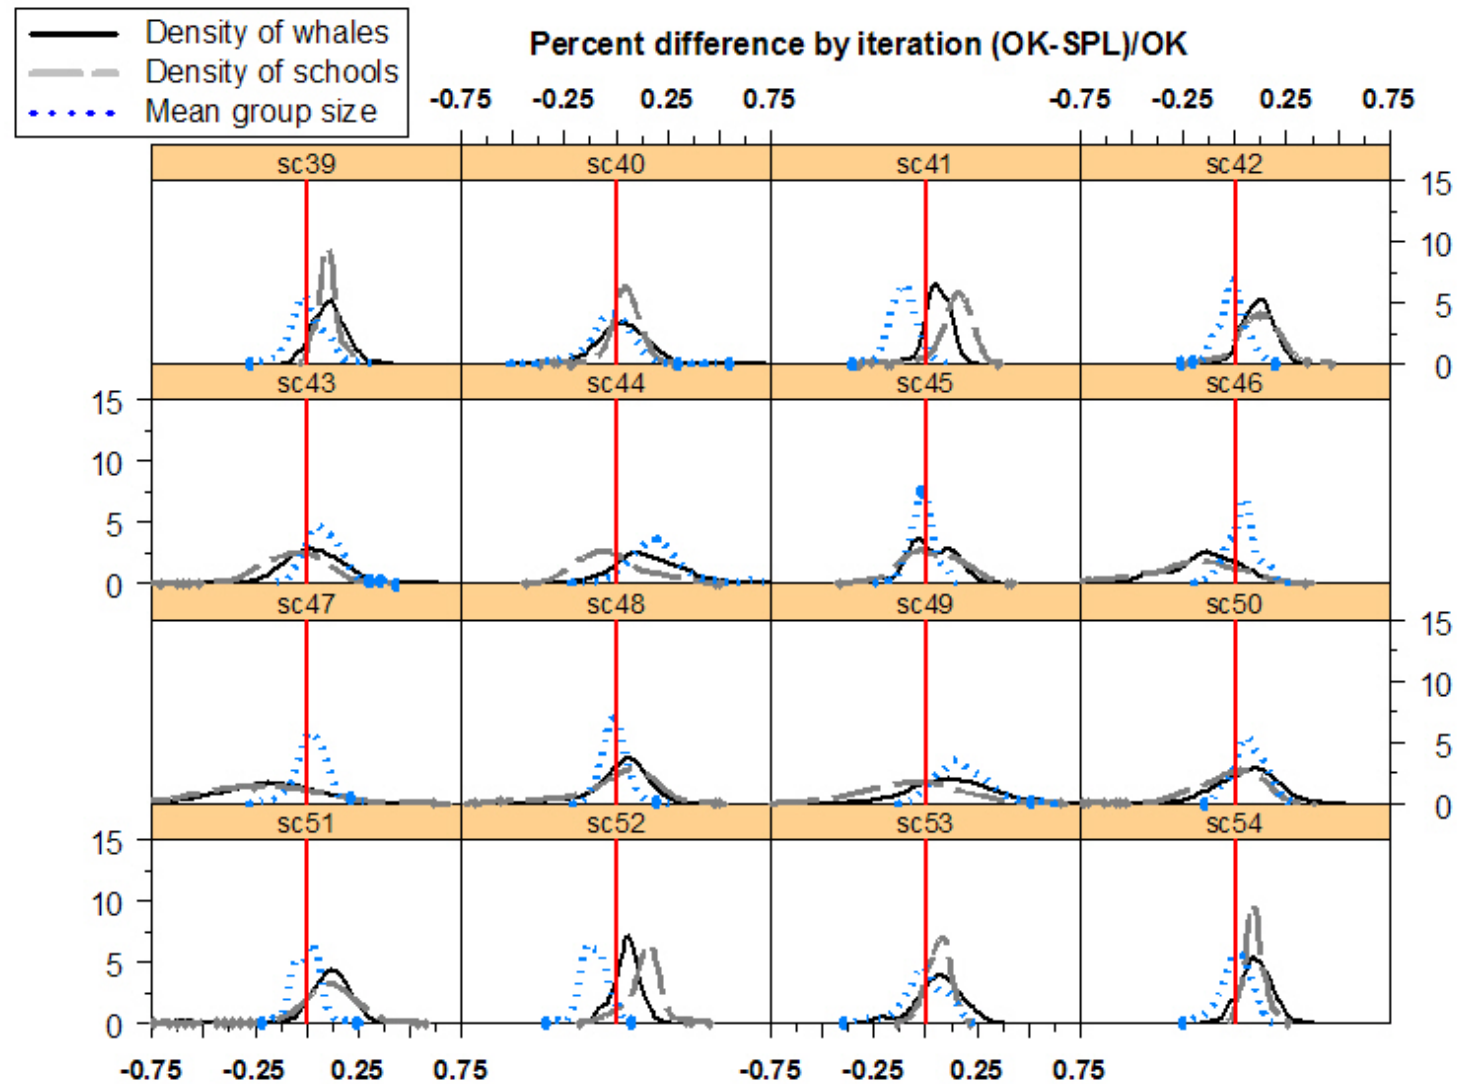 Density of whales
Density of schools
Mean group size
Percent difference by iteration (OK-SPL)/OK
-0.75 -0.25 0.25 0.75 -0.75 -0.25 0.25 0.75
sc39 sc40 sc41 sc42
15
10
5
0
sc43 sc44 sc45 sc46
15
10
5
0
sc47 sc48 sc49 sc50
15
10
5
0
sc51 sc52 sc53 sc54
15
10
5
0
-0.75 -0.25 0.25 0.75 -0.75 -0.25 0.25 0.75